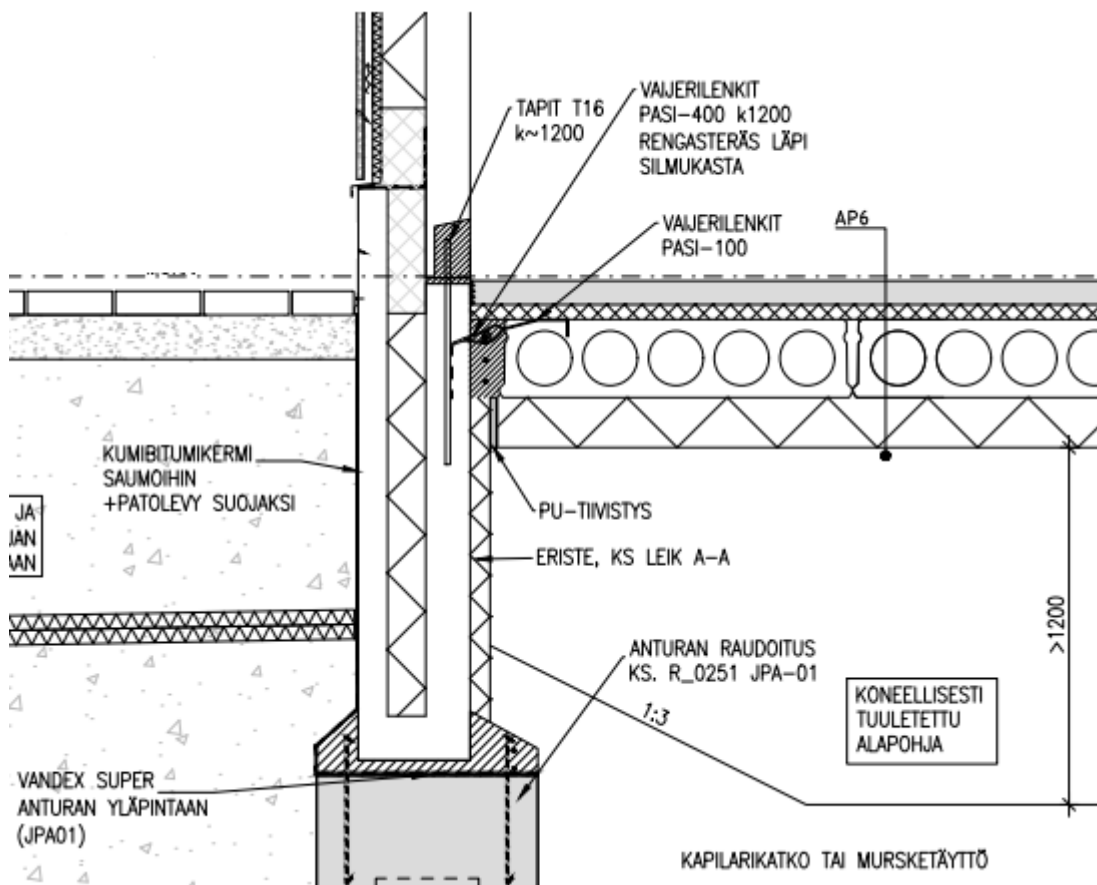 TAPIT T16
k~1200
VAIJERILENKIT
PASI-400 k1200
RENGASTERÄS LÄPI
SILMUKASTA
VAIJERILENKIT
PASI-100
AP6
KUMIBITUMIKERMI
SAUMOIHIN
+PATOLEVY SUOJAKSI
JA
PU-TIIVISTYS
ERISTE, KS LEIK A-A
ANTURAN RAUDOITUS
KS. R_0251 JPA-01
1:3
>1200
KONEELLISESTI
TUULETETTU
ALAPOHJA
VANDEX SUPER
ANTURAN YLÄPINTAAN
(JPA01)
KAPILARIKATKO TAI MURSKETÄYTTÖ